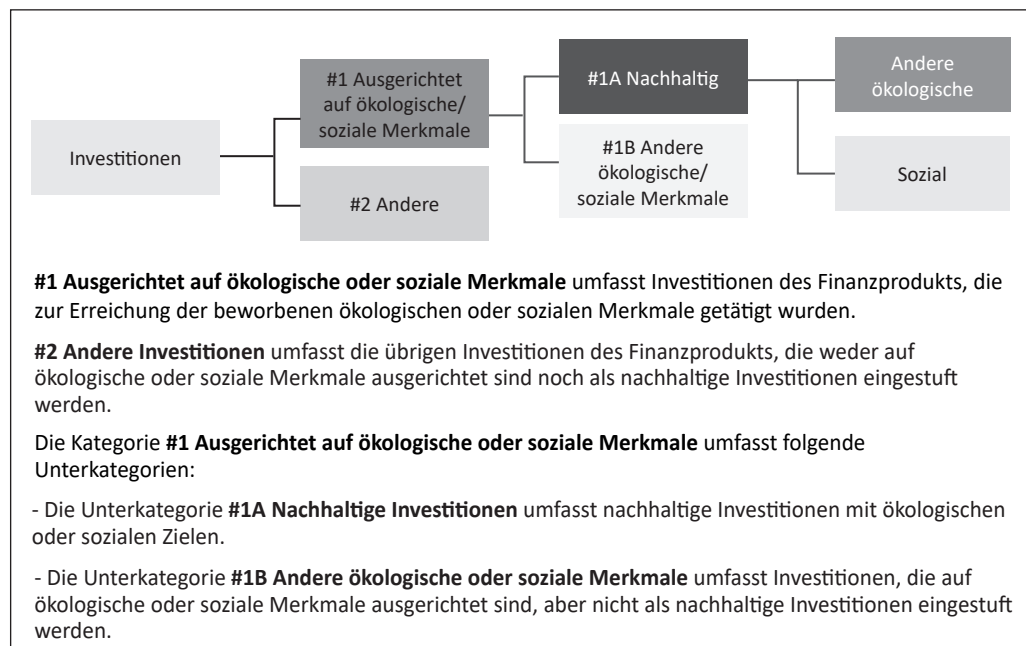 #1 Ausgerichtet
auf ökologische/
soziale Merkmale
#1A Nachhaltig
Andere
ökologische
Investitionen
#1B Andere
ökologische/
soziale Merkmale
Sozial
#2 Andere
#1 Ausgerichtet auf ökologische oder soziale Merkmale umfasst Investitionen des Finanzprodukts, die
zur Erreichung der beworbenen ökologischen oder sozialen Merkmale getätigt wurden.
#2 Andere Investitionen umfasst die übrigen Investitionen des Finanzprodukts, die weder auf
ökologische oder soziale Merkmale ausgerichtet sind noch als nachhaltige Investitionen eingestuft
werden.
Die Kategorie #1 Ausgerichtet auf ökologische oder soziale Merkmale umfasst folgende
Unterkategorien:
- Die Unterkategorie #1A Nachhaltige Investitionen umfasst nachhaltige Investitionen mit ökologischen
oder sozialen Zielen.
- Die Unterkategorie #1B Andere ökologische oder soziale Merkmale umfasst Investitionen, die auf
ökologische oder soziale Merkmale ausgerichtet sind, aber nicht als nachhaltige Investitionen eingestuft
werden.